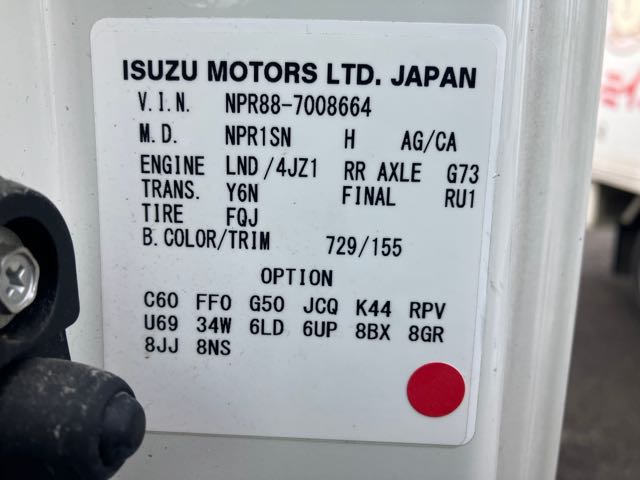 ISUZU MOTORS LTD. JAPAN
V.I.N. NPR88-7008664
M.D. NPR1SN H AG/CA
ENGINE LND/4JZ1 RR AXLE G73
TRANS. Y6N FINAL RU1
TIRE FQJ
B.COLOR/TRIM 729/155
OPTION
C60 FF0 G50 JCQ K44 RPV
U69 34W 6LD 6UP 8BX 8GR
8JJ 8NS